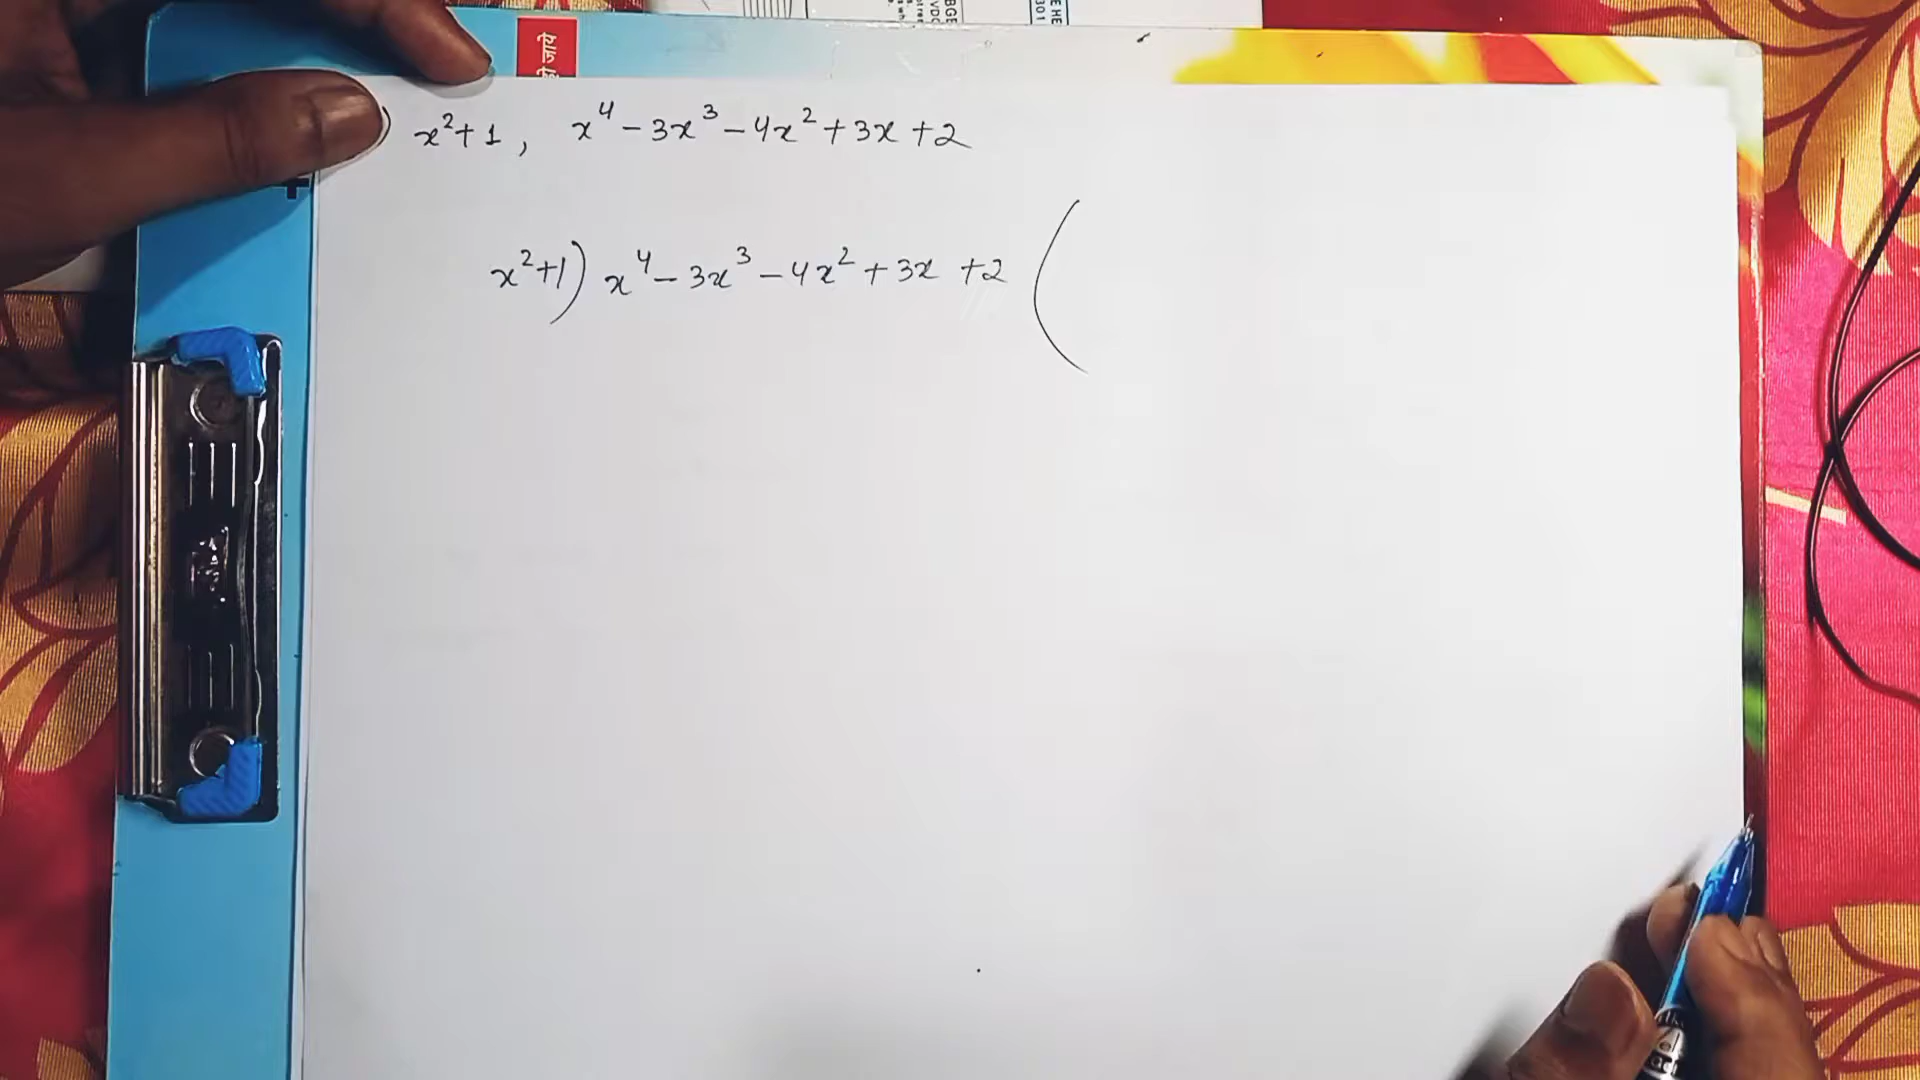 ो जाये
) x²+1, x⁴-3x³-4x²+3x+2
x²+1) x⁴-3x³-4x²+3x+2 (